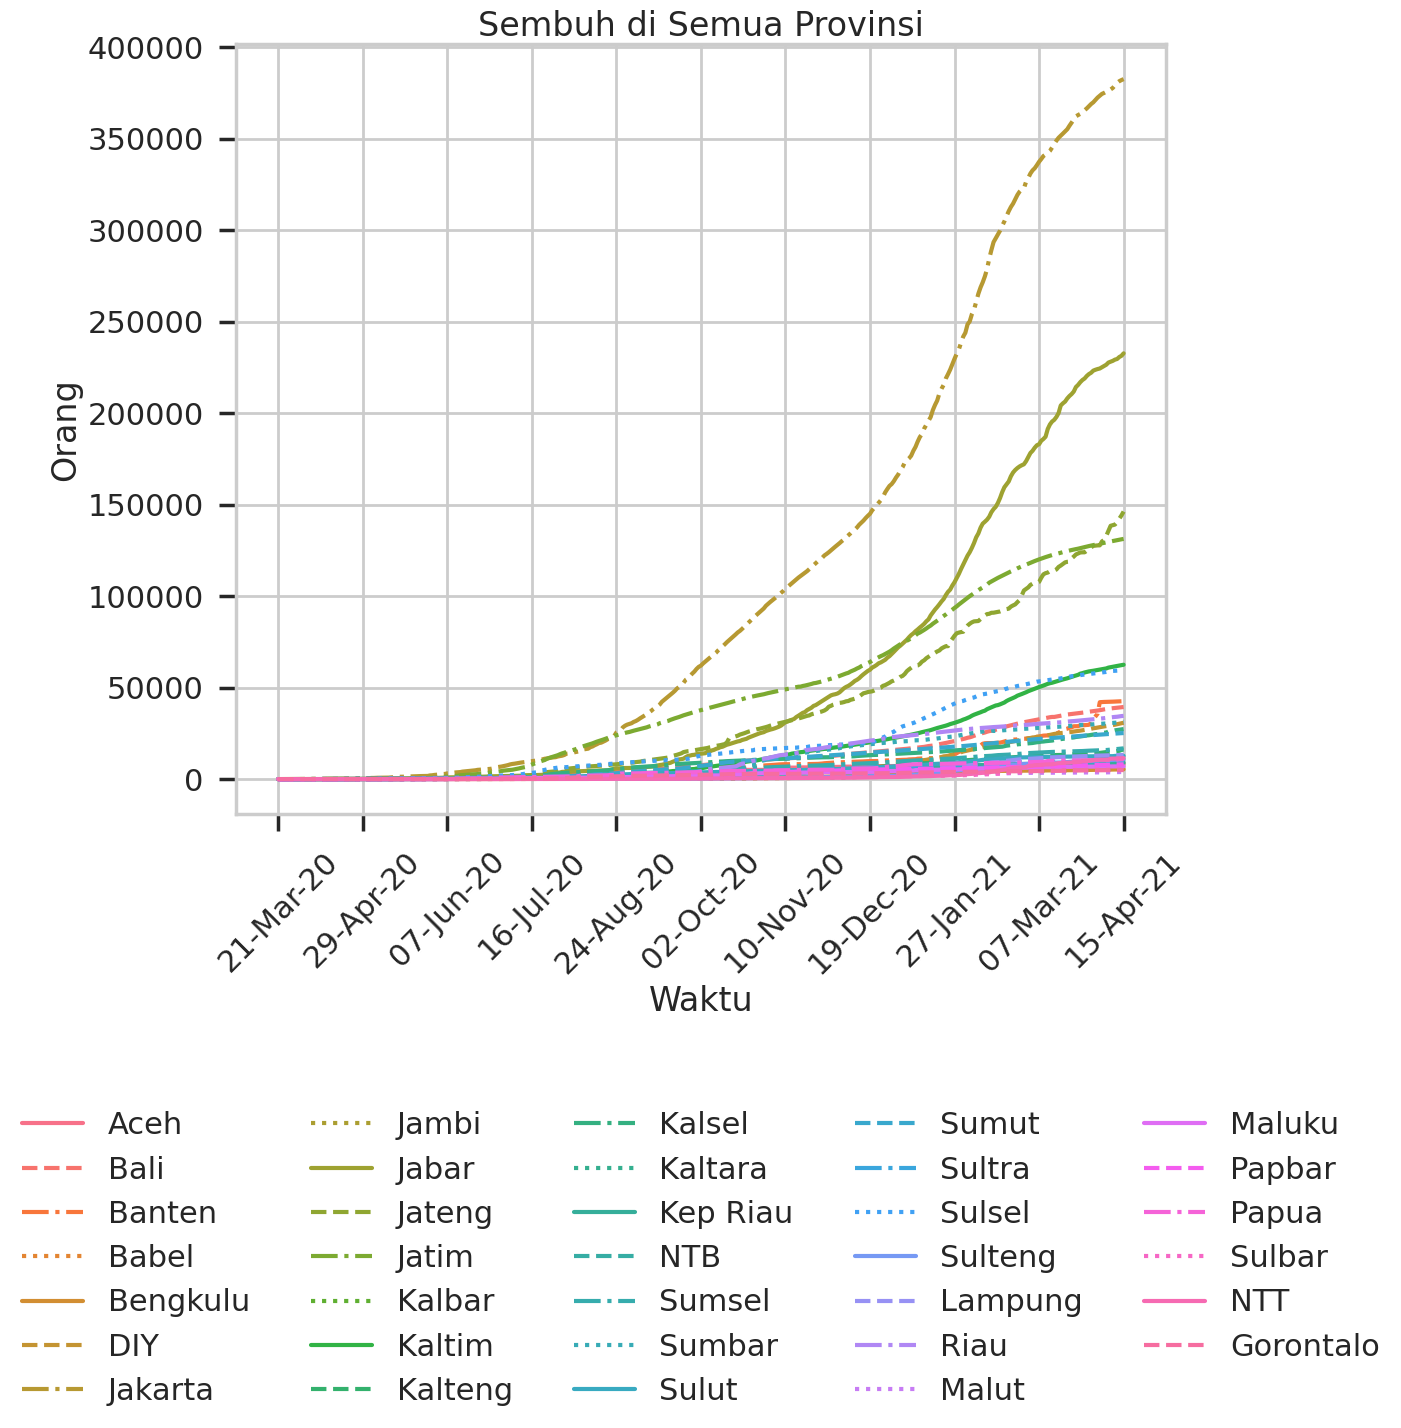 Sembuh di Semua Provinsi
400000
350000
300000
250000
200000
150000
100000
50000
0
Orang
21-Mar-20
29-Apr-20
07-Jun-20
16-Jul-20
24-Aug-20
02-Oct-20
10-Nov-20
19-Dec-20
27-Jan-21
07-Mar-21
15-Apr-21
Waktu
Aceh
Bali
Banten
Babel
Bengkulu
DIY
Jakarta
Jambi
Jabar
Jateng
Jatim
Kalbar
Kaltim
Kalteng
Kalsel
Kaltara
Kep Riau
NTB
Sumsel
Sumbar
Sulut
Sumut
Sultra
Sulsel
Sulteng
Lampung
Riau
Malut
Maluku
Papbar
Papua
Sulbar
NTT
Gorontalo